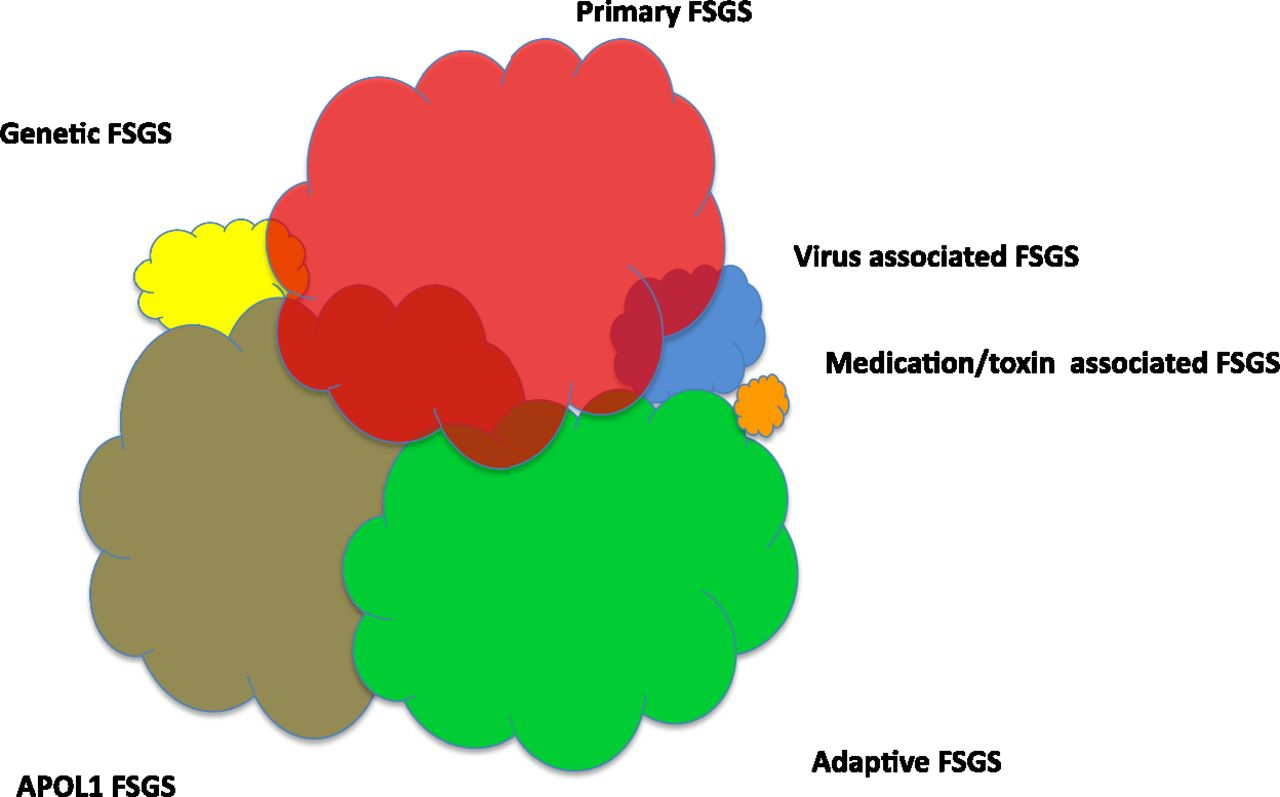 Primary FSGS
Genetic FSGS
Virus associated FSGS
Medication/toxin associated FSGS
Adaptive FSGS
APOL1 FSGS